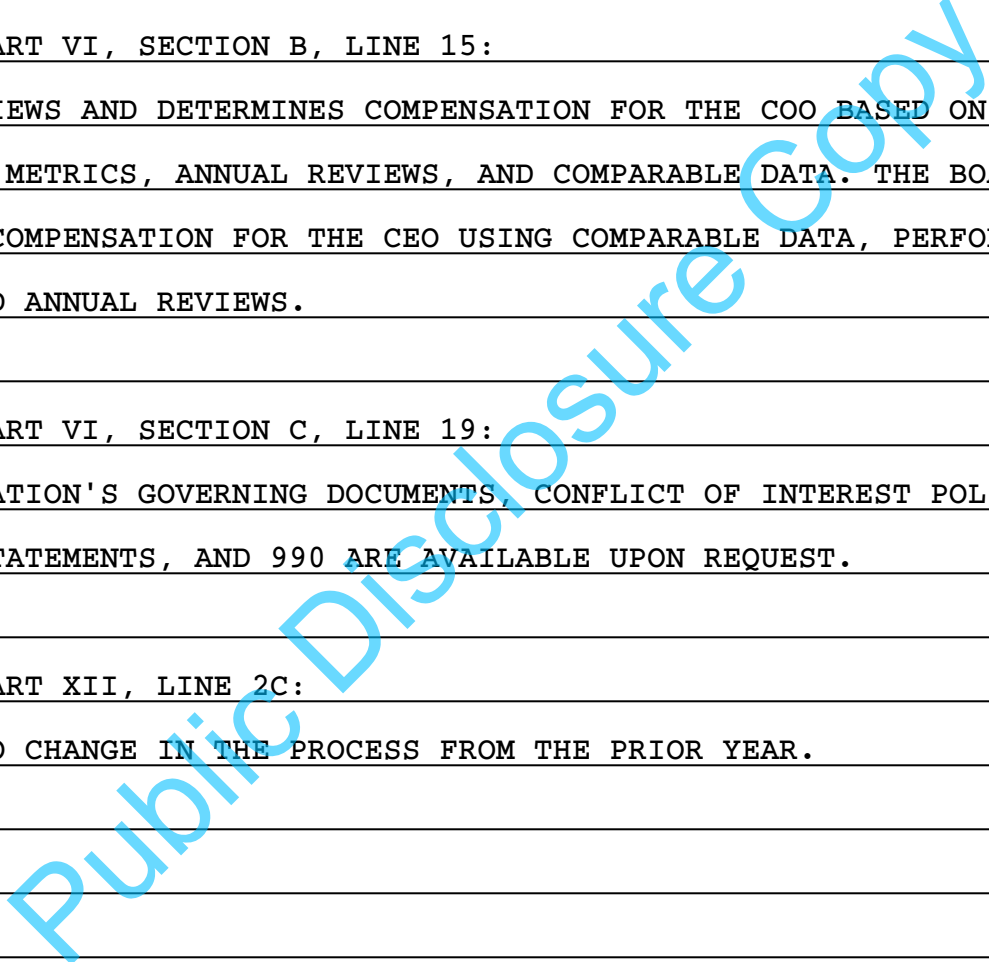 ART VI, SECTION B, LINE 15:
IEWS AND DETERMINES COMPENSATION FOR THE COO BASED ON
METRICS, ANNUAL REVIEWS, AND COMPARABLE DATA. THE BOA
COMPENSATION FOR THE CEO USING COMPARABLE DATA, PERFO
ANNUAL REVIEWS.
ART VI, SECTION C, LINE 19:
ATION'S GOVERNING DOCUMENTS, CONFLICT OF INTEREST POL
TATEMENTS, AND 990 ARE AVAILABLE UPON REQUEST.
ART XII, LINE 2C:
CHANGE IN THE PROCESS FROM THE PRIOR YEAR.
Public Disclosure Copy